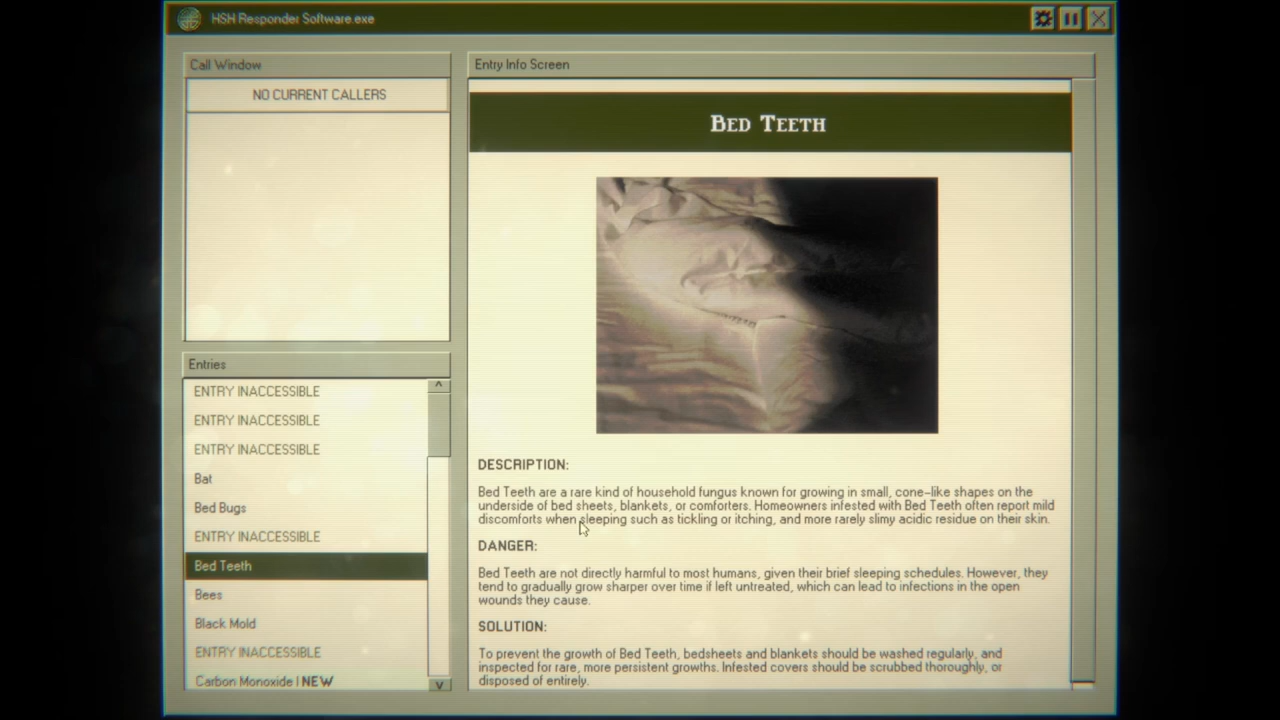 HSH Responder Software.exe
Call Window
NO CURRENT CALLERS
Entries
ENTRY INACCESSIBLE
ENTRY INACCESSIBLE
ENTRY INACCESSIBLE
Bat
Bed Bugs
ENTRY INACCESSIBLE
Bed Teeth
Bees
Black Mold
ENTRY INACCESSIBLE
Carbon Monoxide | NEW
Entry Info Screen
Bed Teeth
DESCRIPTION:
Bed Teeth are a rare kind of household fungus known for growing in small, cone-like shapes on the
underside of bed sheets, blankets, or comforters. Homeowners infested with Bed Teeth often report mild
discomforts when sleeping such as tickling or itching, and more rarely slimy acidic residue on their skin.
DANGER:
Bed Teeth are not directly harmful to most humans, given their brief sleeping schedules. However, they
tend to gradually grow sharper over time if left untreated, which can lead to infections in the open
wounds they cause.
SOLUTION:
To prevent the growth of Bed Teeth, bedsheets and blankets should be washed regularly, and
inspected for rare, more persistent growths. Infested covers should be scrubbed thoroughly, or
disposed of entirely.